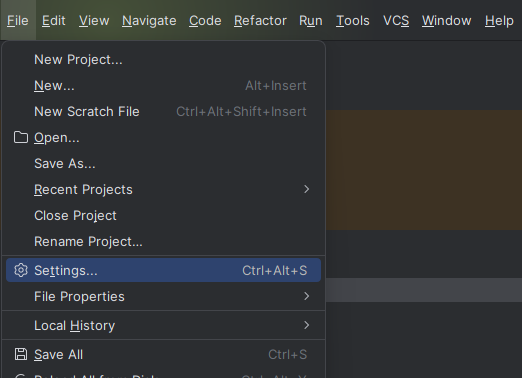 File Edit View Navigate Code Refactor Run Tools VCS Window Help
New Project...
New... Alt+Insert
New Scratch File Ctrl+Alt+Shift+Insert
Open...
Save As...
Recent Projects
Close Project
Rename Project...
Settings... Ctrl+Alt+S
File Properties
Local History
Save All Ctrl+S